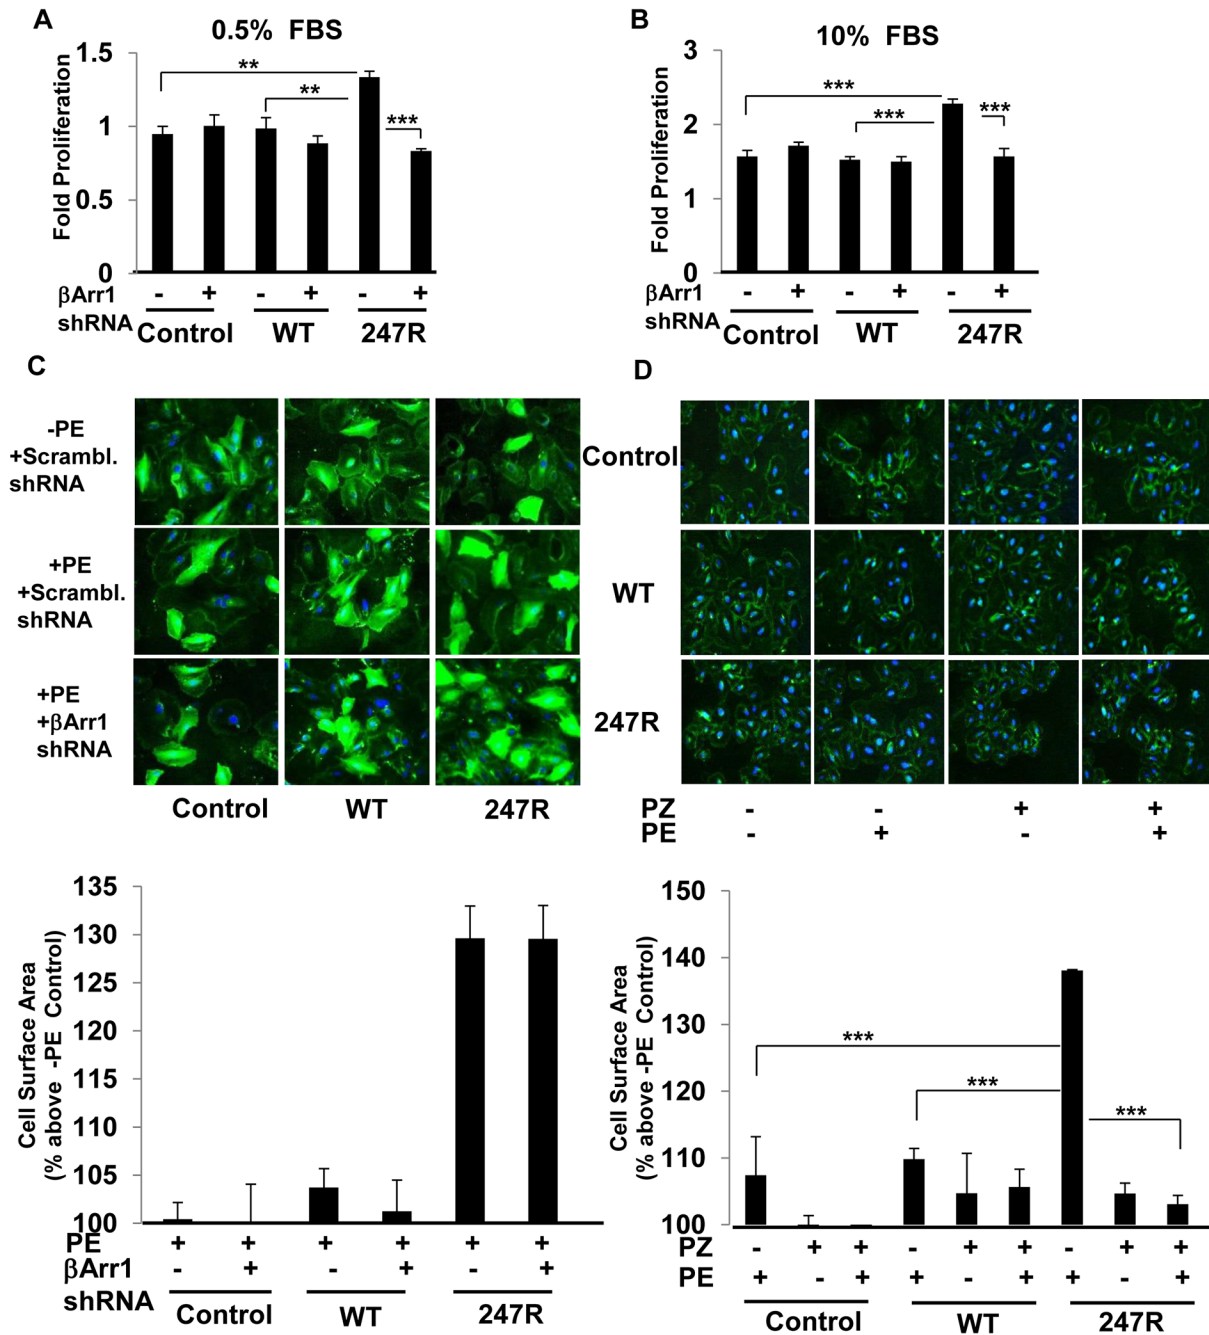 A
0.5% FBS
1.5
1
0.5
0
Fold Proliferation
**
**
***
βArr1 - + - + - +
shRNA
Control WT 247R
B
10% FBS
3
2
1
0
Fold Proliferation
***
***
***
βArr1 - + - + - +
shRNA
Control WT 247R
C
-PE
+Scrambl.
shRNA
+PE
+Scrambl.
shRNA
+PE
+βArr1
shRNA
Control WT 247R
135
130
125
120
115
110
105
100
Cell Surface Area
(% above -PE Control)
PE + + + + + +
βArr1 - + - + - +
shRNA
Control WT 247R
D
Control
WT
247R
PZ - - + +
PE - + - +
150
140
130
120
110
100
Cell Surface Area
(% above -PE Control)
***
***
***
PZ - + + - + + - + +
PE + - + + - + + - +
Control WT 247R